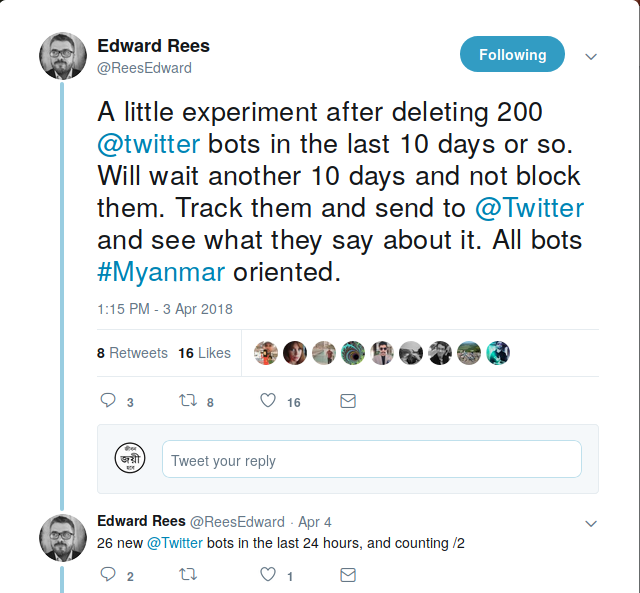 Edward Rees
@ReesEdward
Following
A little experiment after deleting 200
@twitter bots in the last 10 days or so.
Will wait another 10 days and not block
them. Track them and send to @Twitter
and see what they say about it. All bots
#Myanmar oriented.
1:15 PM - 3 Apr 2018
8 Retweets 16 Likes
3 8 16
জীবন
জয়ী
হবে
Tweet your reply
Edward Rees @ReesEdward · Apr 4
26 new @Twitter bots in the last 24 hours, and counting /2
2 1